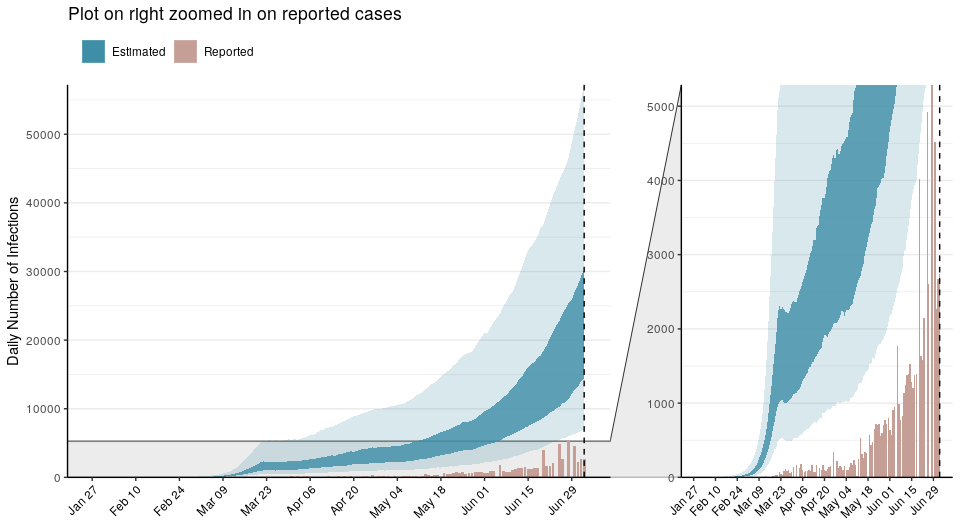 Plot on right zoomed in on reported cases
Estimated Reported
Daily Number of Infections
50000
40000
30000
20000
10000
0
Jan 27 Feb 10 Feb 24 Mar 09 Mar 23 Apr 06 Apr 20 May 04 May 18 Jun 01 Jun 15 Jun 29
5000
4000
3000
2000
1000
0
Jan 27 Feb 10 Feb 24 Mar 09 Mar 23 Apr 06 Apr 20 May 04 May 18 Jun 01 Jun 15 Jun 29